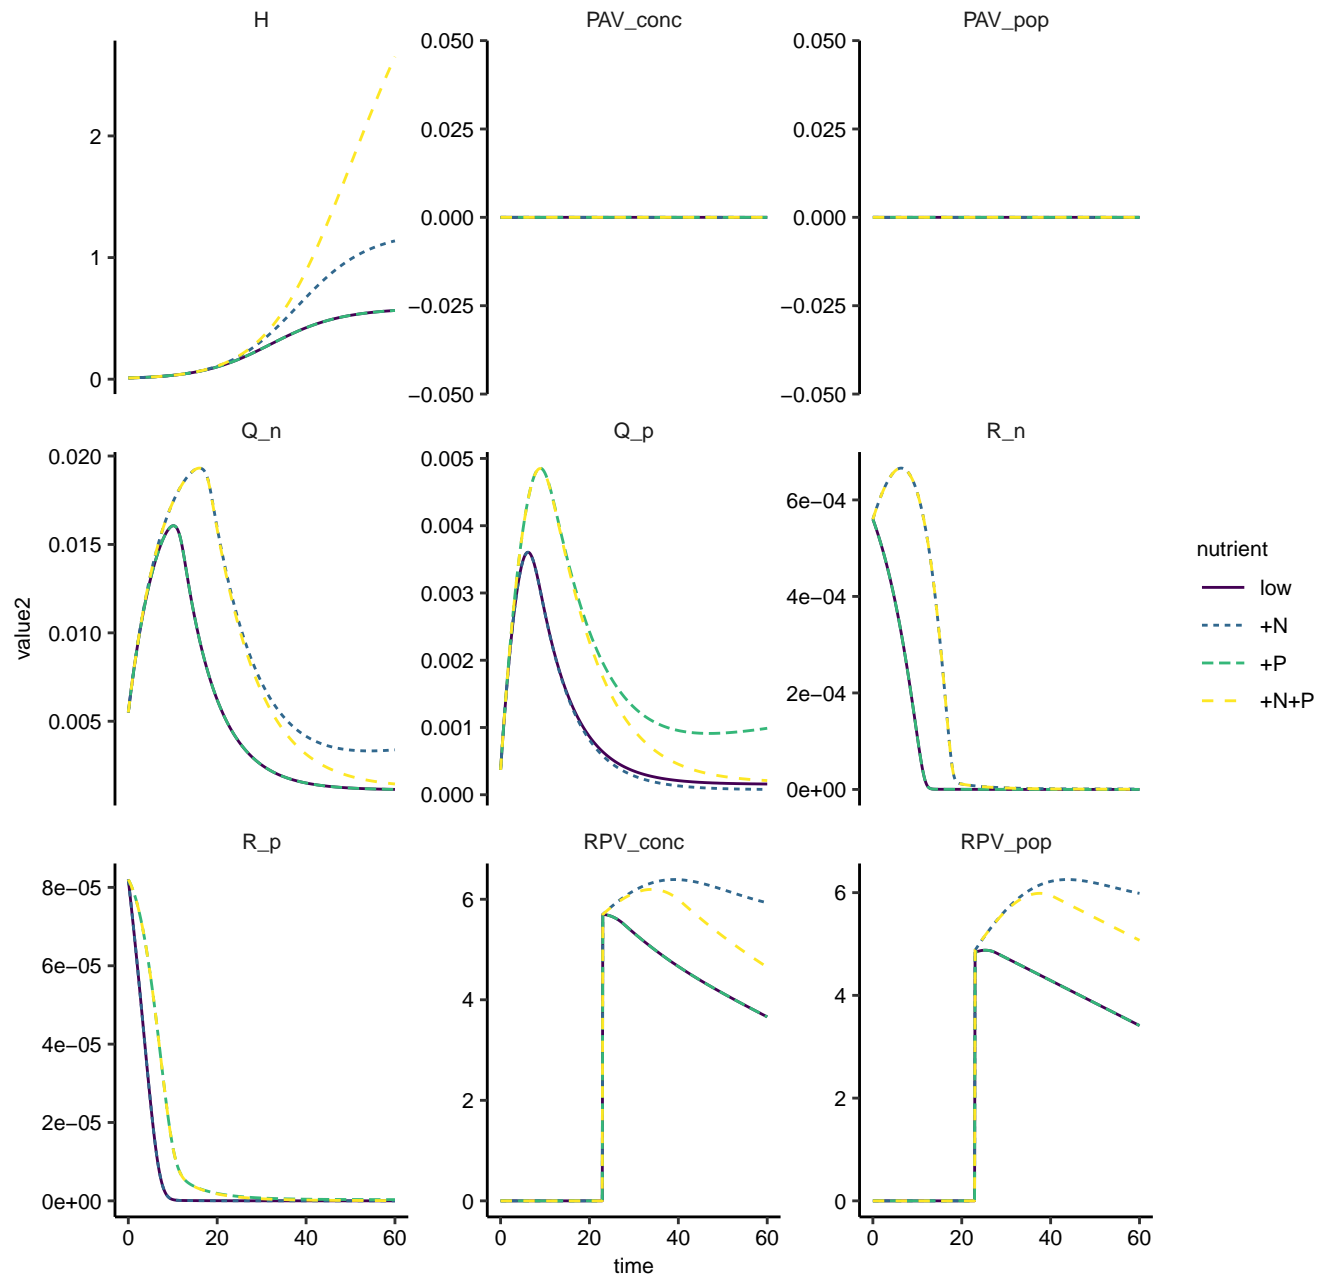 H
PAV_conc
PAV_pop
2
1
0
0.050
0.025
0.000
−0.025
−0.050
0.050
0.025
0.000
−0.025
−0.050
Q_n
Q_p
R_n
0.020
0.015
0.010
0.005
0.005
0.004
0.003
0.002
0.001
0.000
6e−04
4e−04
2e−04
0e+00
value2
nutrient
low
+N
+P
+N+P
R_p
RPV_conc
RPV_pop
8e−05
6e−05
4e−05
2e−05
0e+00
6
4
2
0
6
4
2
0
0 20 40 60
0 20 40 60
0 20 40 60
time